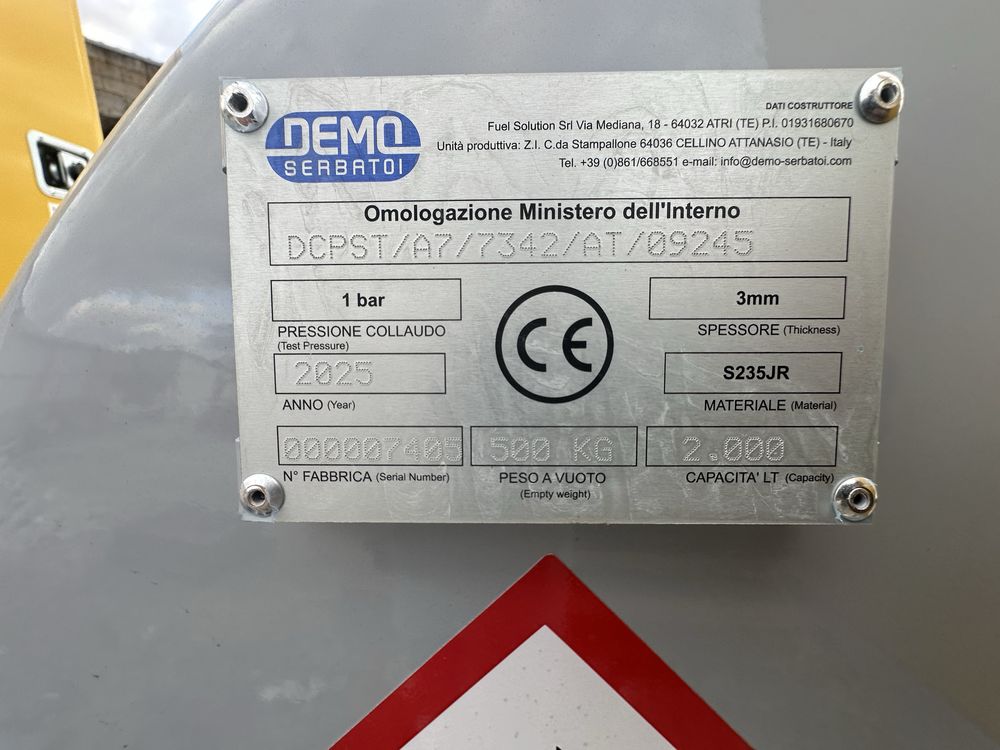 DEMO
SERBATOI
DATI COSTRUTTORE
Fuel Solution Srl Via Mediana, 18 - 64032 ATRI (TE) P.I. 01931680670
Unità produttiva: Z.I. C.da Stampallone 64036 CELLINO ATTANASIO (TE) - Italy
Tel. +39 (0)861/668551 e-mail: info@demo-serbatoi.com
Omologazione Ministero dell'Interno
DCPST/A7/7342/AT/09245
1 bar
PRESSIONE COLLAUDO
(Test Pressure)
CE
3mm
SPESSORE (Thickness)
2025
ANNO (Year)
S235JR
MATERIALE (Material)
000007405
N° FABBRICA (Serial Number)
500 KG
PESO A VUOTO
(Empty weight)
2.000
CAPACITA' LT (Capacity)